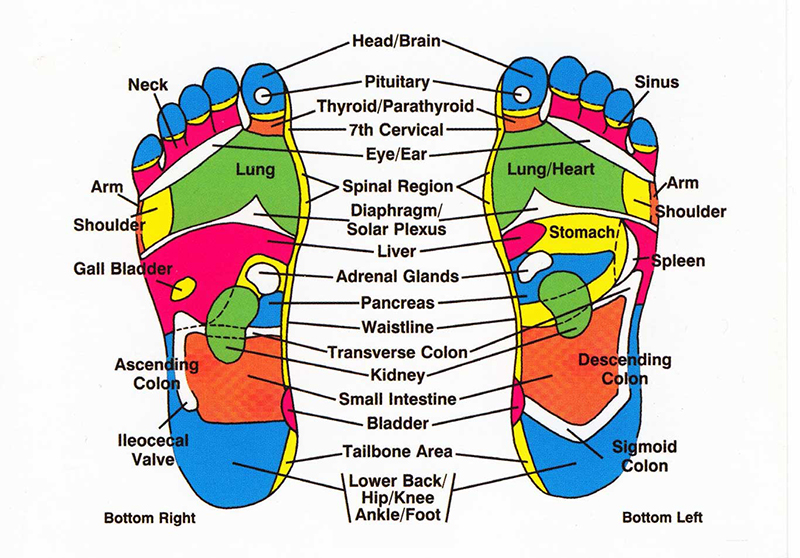 Head/Brain
Neck
Pituitary
Sinus
Thyroid/Parathyroid
7th Cervical
Eye/Ear
Lung
Lung/Heart
Arm
Spinal Region
Arm
Shoulder
Diaphragm/
Solar Plexus
Shoulder
Stomach
Liver
Gall Bladder
Adrenal Glands
Spleen
Pancreas
Waistline
Transverse Colon
Ascending
Colon
Kidney
Descending
Colon
Small Intestine
Bladder
Ileocecal
Valve
Tailbone Area
Sigmoid
Colon
Lower Back/
Hip/Knee
Ankle/Foot
Bottom Right
Bottom Left